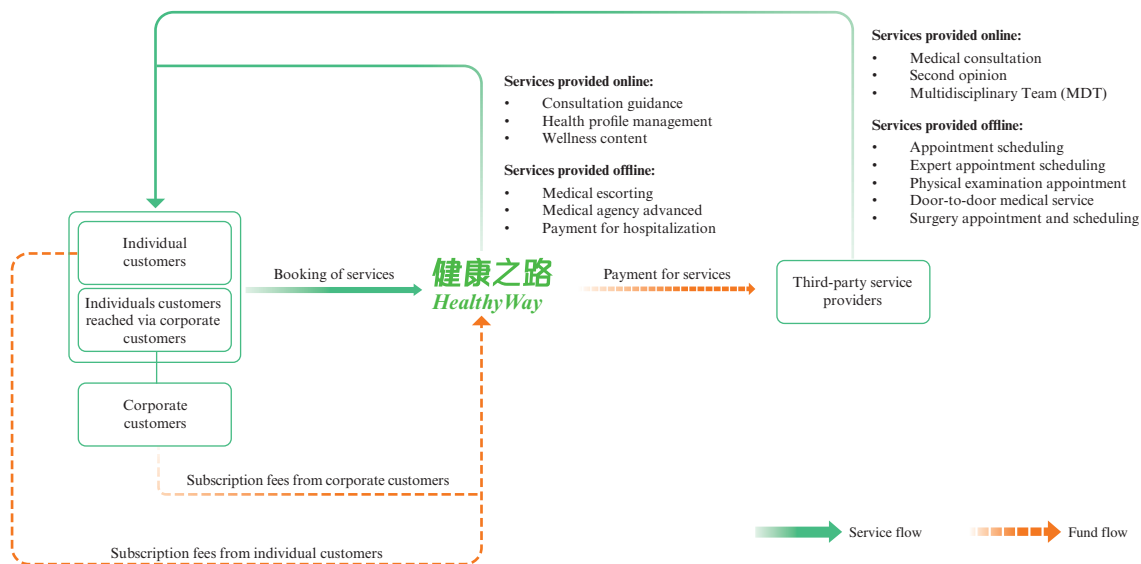 Services provided online:
• Medical consultation
• Second opinion
• Multidisciplinary Team (MDT)
Services provided offline:
• Appointment scheduling
• Expert appointment scheduling
• Physical examination appointment
• Door-to-door medical service
• Surgery appointment and scheduling
Services provided online:
• Consultation guidance
• Health profile management
• Wellness content
Services provided offline:
• Medical escorting
• Medical agency advanced
• Payment for hospitalization
Individual
customers
Individuals customers
reached via corporate
customers
Corporate
customers
Booking of services
健康之路
HealthyWay
Payment for services
Third-party service
providers
Subscription fees from corporate customers
Subscription fees from individual customers
Service flow
Fund flow